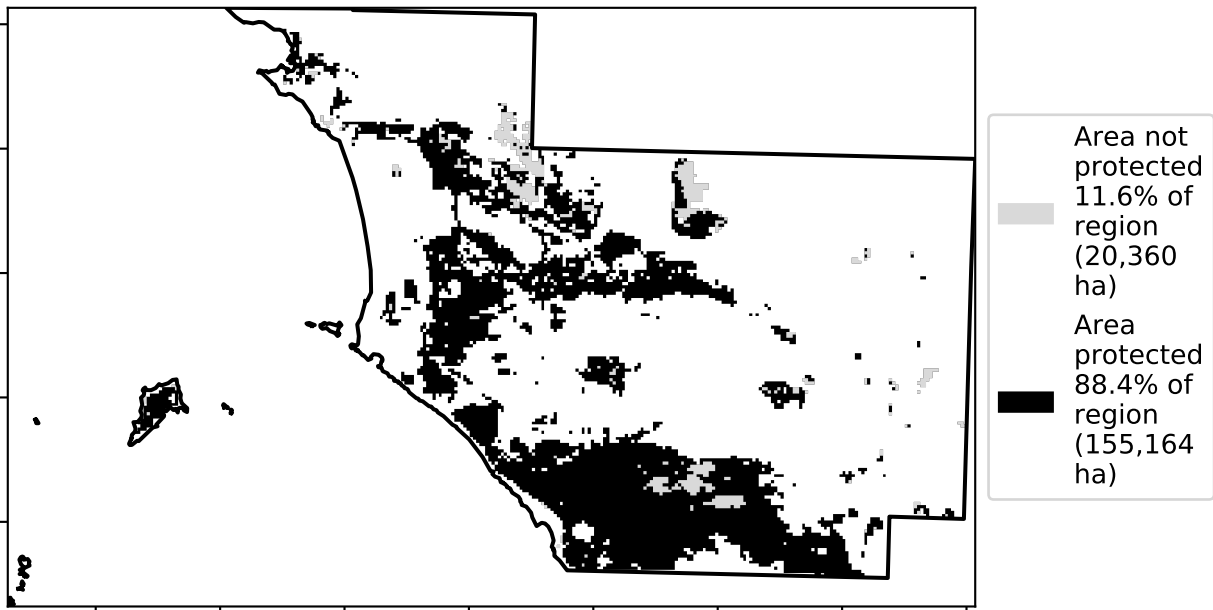 Area not
protected
11.6% of
region
(20,360
ha)
Area
protected
88.4% of
region
(155,164
ha)